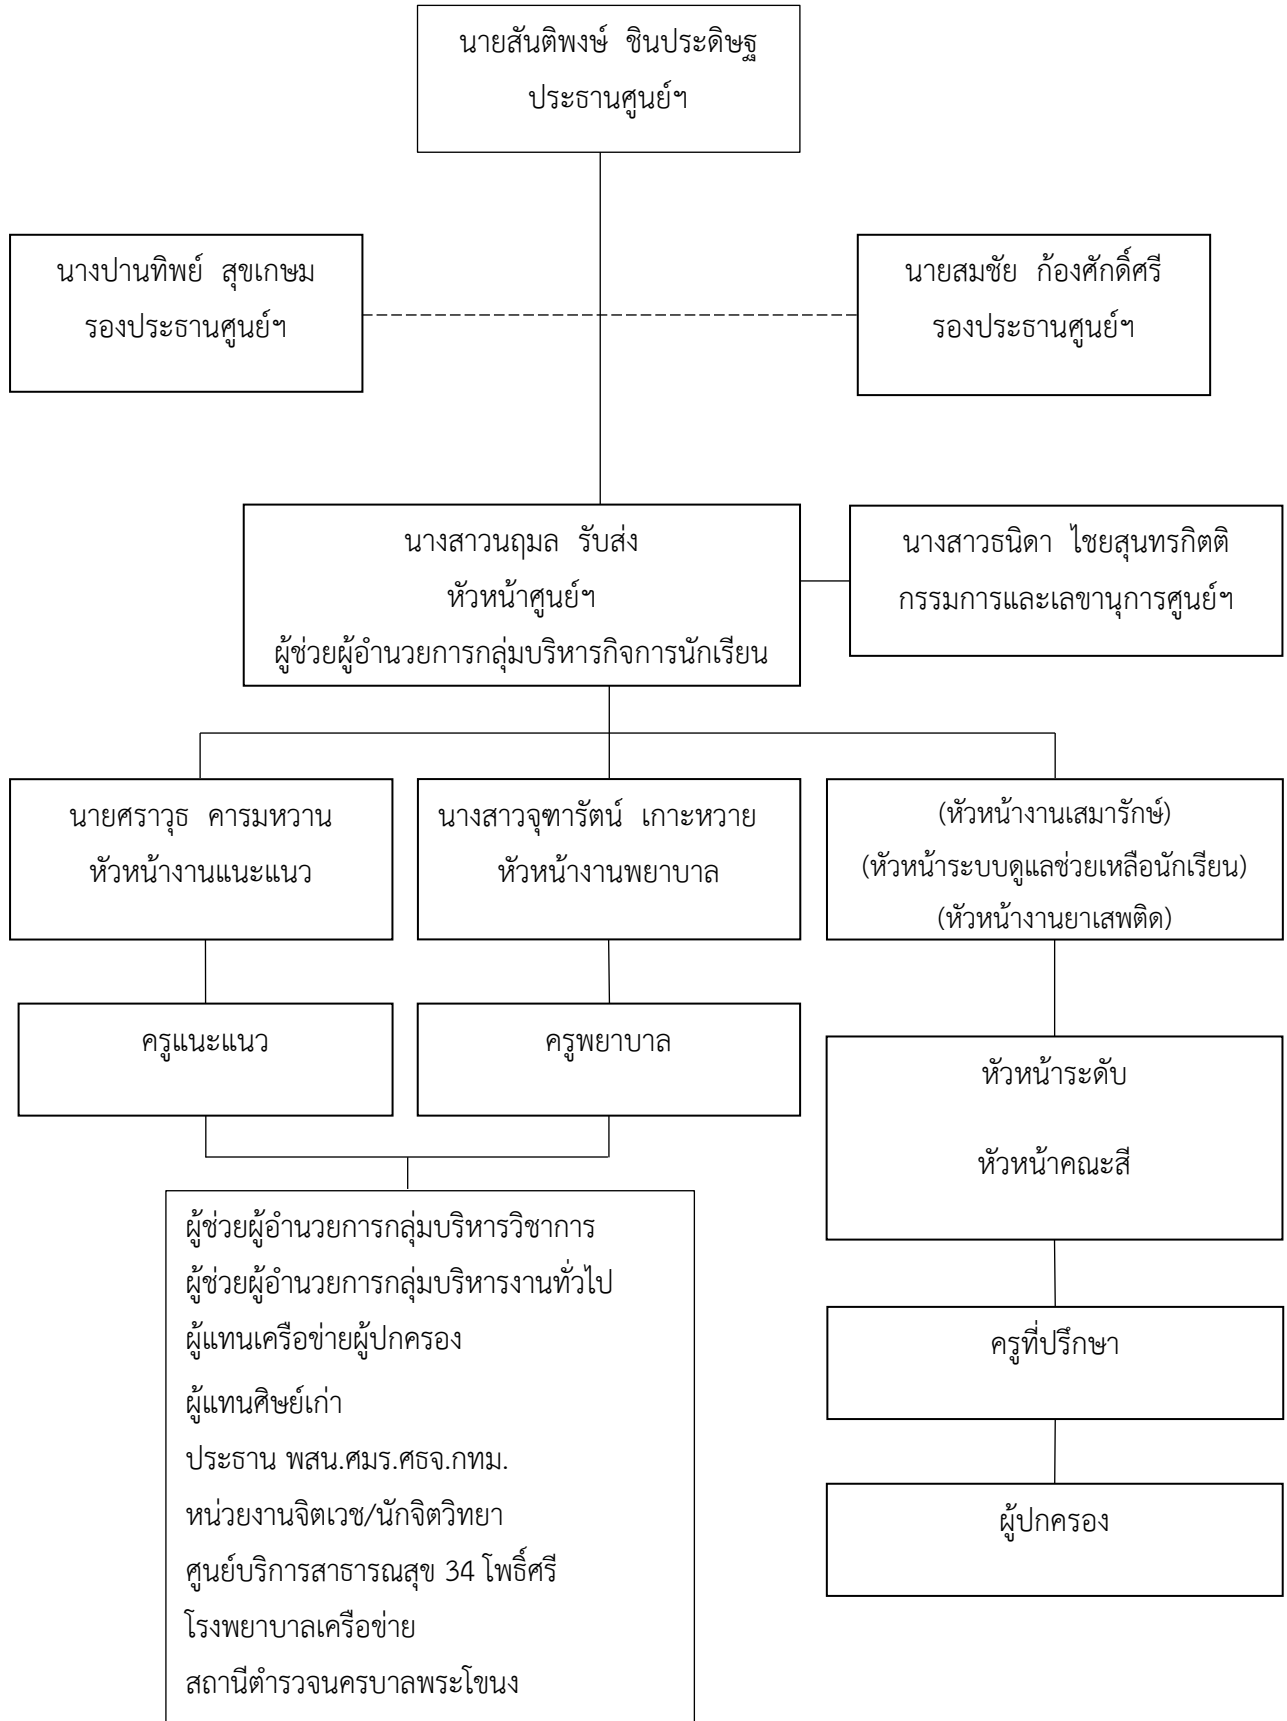 นายสันติพงษ์ ชินประดิษฐ
ประธานศูนย์ฯ
นางปานทิพย์ สุขเกษม
รองประธานศูนย์ฯ
นายสมชัย ก้องศักดิ์ศรี
รองประธานศูนย์ฯ
นางสาวนฤมล รับส่ง
หัวหน้าศูนย์ฯ
ผู้ช่วยผู้อำนวยการกลุ่มบริหารกิจการนักเรียน
นางสาวธนิดา ไชยสุนทรกิตติ
กรรมการและเลขานุการศูนย์ฯ
นายศราวุธ คารมหวาน
หัวหน้างานแนะแนว
นางสาวจุฑารัตน์ เกาะหวาย
หัวหน้างานพยาบาล
(หัวหน้างานเสมารักษ์)
(หัวหน้าระบบดูแลช่วยเหลือนักเรียน)
(หัวหน้างานยาเสพติด)
ครูแนะแนว
ครูพยาบาล
หัวหน้าระดับ
หัวหน้าคณะสี
ผู้ช่วยผู้อำนวยการกลุ่มบริหารวิชาการ
ผู้ช่วยผู้อำนวยการกลุ่มบริหารงานทั่วไป
ผู้แทนเครือข่ายผู้ปกครอง
ผู้แทนศิษย์เก่า
ประธาน พสน.ศมร.ศธจ.กทม.
หน่วยงานจิตเวช/นักจิตวิทยา
ศูนย์บริการสาธารณสุข 34 โพธิ์ศรี
โรงพยาบาลเครือข่าย
สถานีตำรวจนครบาลพระโขนง
ครูที่ปรึกษา
ผู้ปกครอง